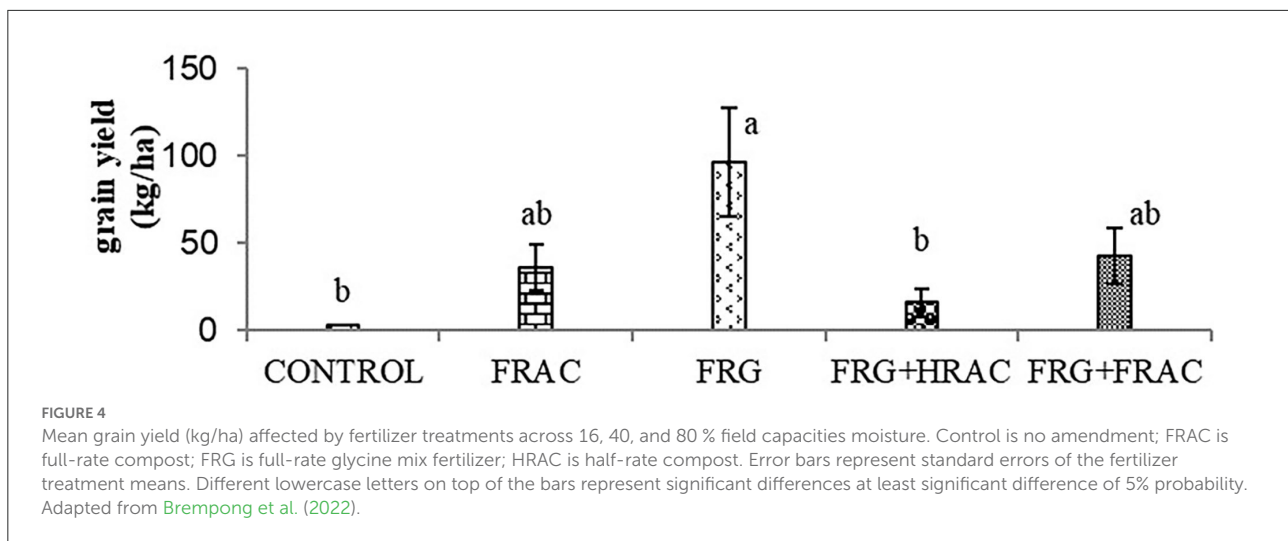 150
100
50
0
grain yield
(kg/ha)
b
ab
a
b
ab
CONTROL FRAC FRG FRG+HRAC FRG+FRAC
FIGURE 4
Mean grain yield (kg/ha) affected by fertilizer treatments across 16, 40, and 80 % field capacities moisture. Control is no amendment; FRAC is
full-rate compost; FRG is full-rate glycine mix fertilizer; HRAC is half-rate compost. Error bars represent standard errors of the fertilizer
treatment means. Different lowercase letters on top of the bars represent significant differences at least significant difference of 5% probability.
Adapted from Brempong et al. (2022).